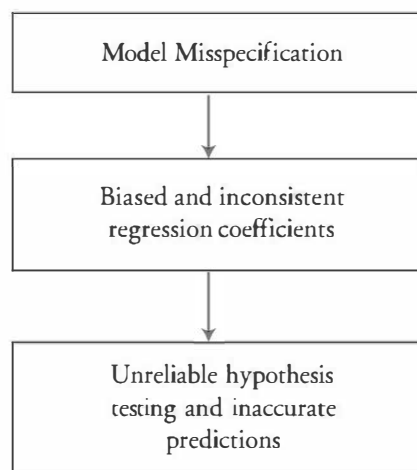 Model Misspecification
Biased and inconsistent
regression coefficients
Unreliable hypothesis
testing and inaccurate
predictions